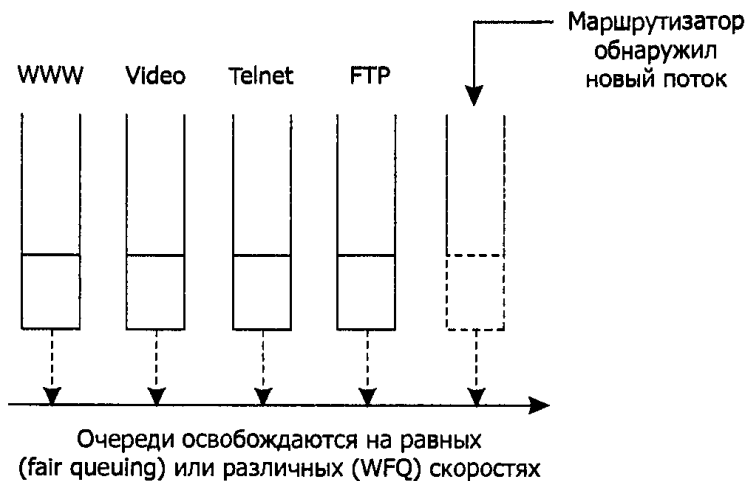 Маршрутизатор
обнаружил
новый поток
WWW Video Telnet FTP
Очереди освобождаются на равных
(fair queuing) или различных (WFQ) скоростях